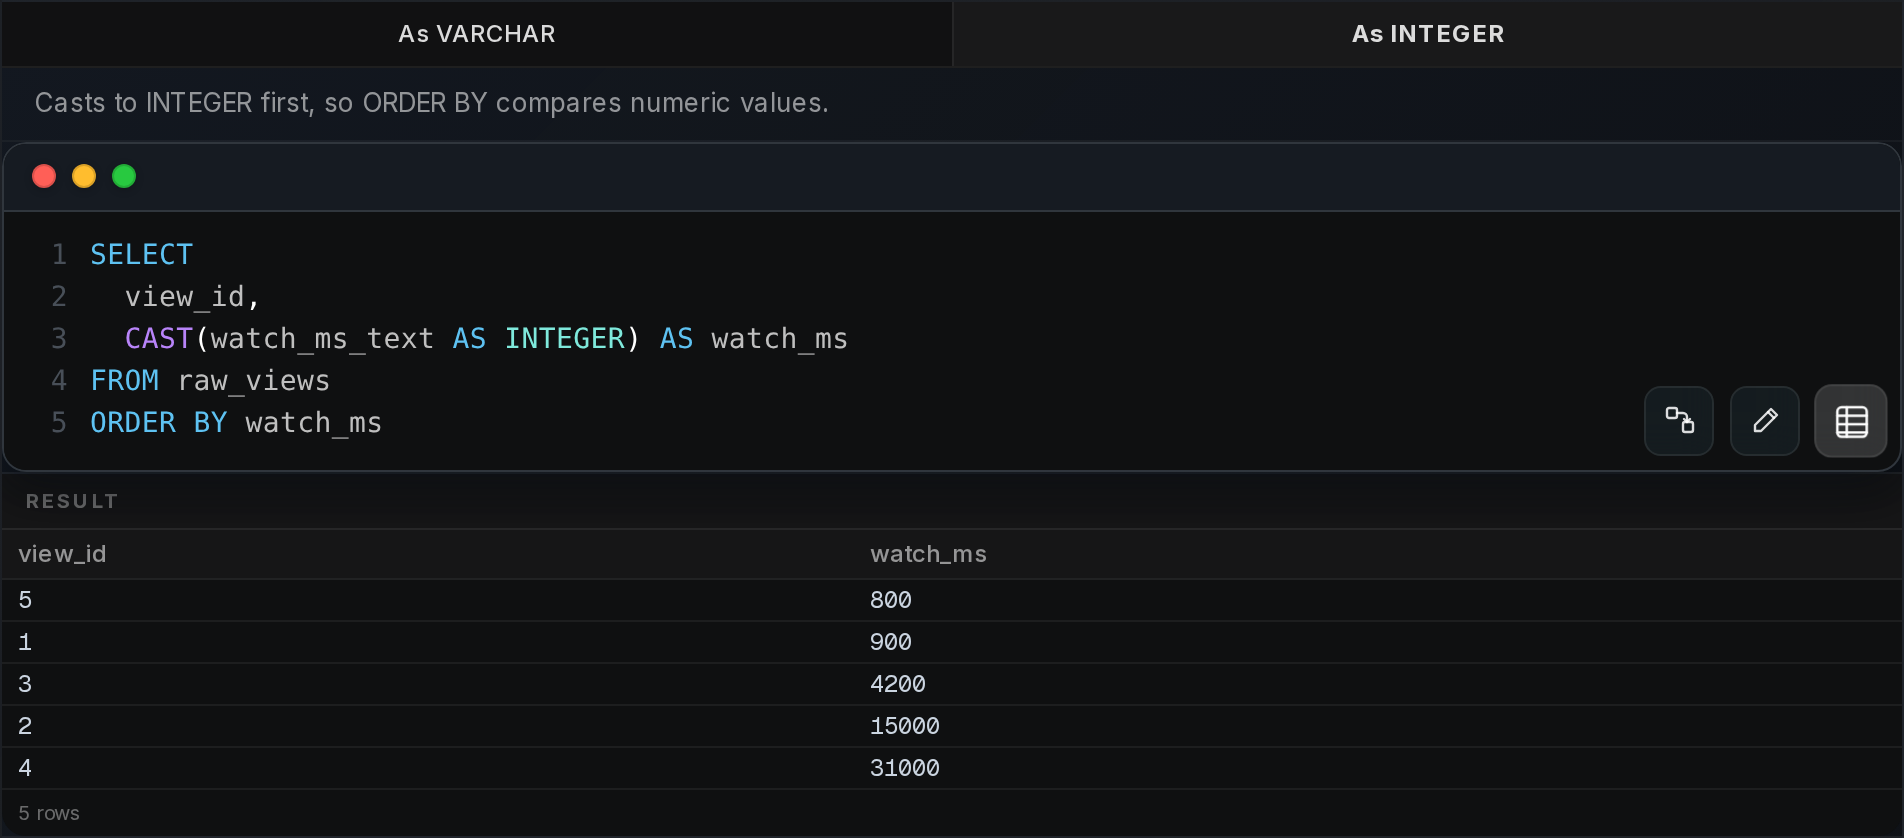 As VARCHAR
As INTEGER
Casts to INTEGER first, so ORDER BY compares numeric values.
1 SELECT
2   view_id,
3   CAST(watch_ms_text AS INTEGER) AS watch_ms
4 FROM raw_views
5 ORDER BY watch_ms
RESULT
view_id watch_ms
5 800
1 900
3 4200
2 15000
4 31000
5 rows